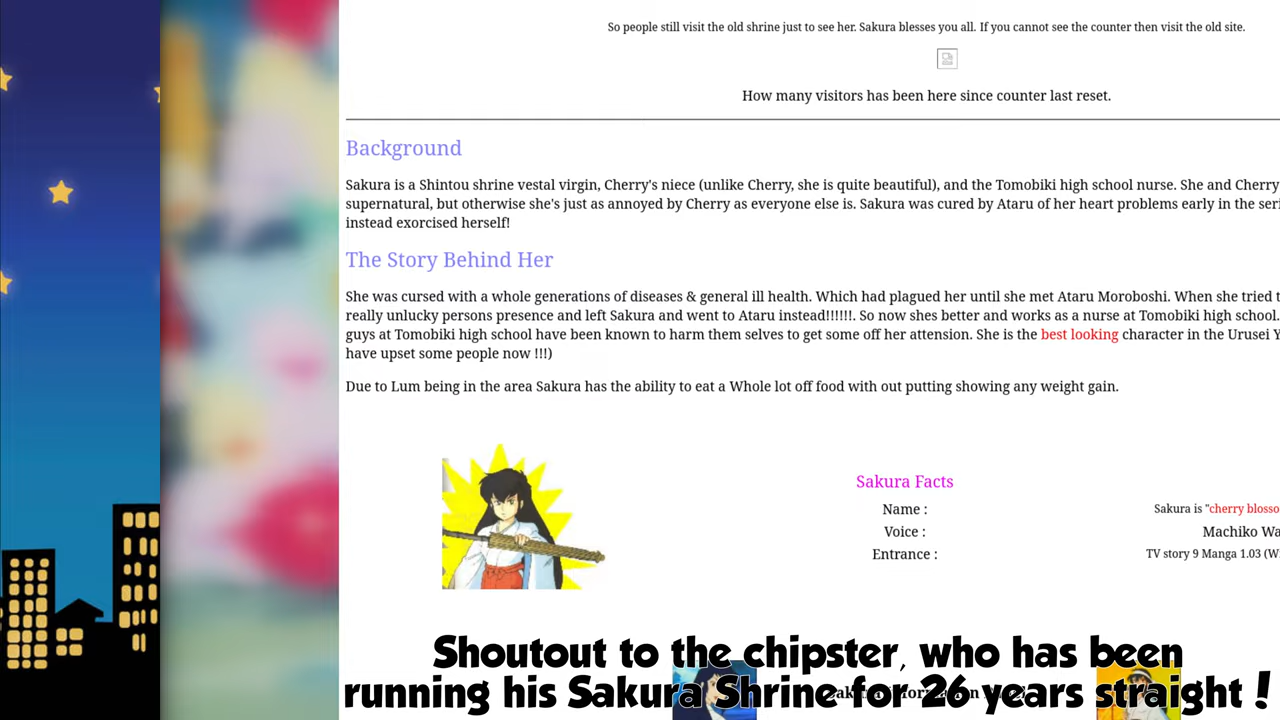 So people still visit the old shrine just to see her. Sakura blesses you all. If you cannot see the counter then visit the old site.
How many visitors has been here since counter last reset.
Background
Sakura is a Shintou shrine vestal virgin, Cherry's niece (unlike Cherry, she is quite beautiful), and the Tomobiki high school nurse. She and Cherry
supernatural, but otherwise she's just as annoyed by Cherry as everyone else is. Sakura was cured by Ataru of her heart problems early in the seri
instead exorcised herself!
The Story Behind Her
She was cursed with a whole generations of diseases & general ill health. Which had plagued her until she met Ataru Moroboshi. When she tried t
really unlucky persons presence and left Sakura and went to Ataru instead!!!!!!. So now shes better and works as a nurse at Tomobiki high school.
guys at Tomobiki high school have been known to harm them selves to get some off her attension. She is the best looking character in the Urusei Y
have upset some people now !!!)
Due to Lum being in the area Sakura has the ability to eat a Whole lot off food with out putting showing any weight gain.
Sakura Facts
Name : Sakura is "cherry blosso
Voice : Machiko Wa
Entrance : TV story 9 Manga 1.03 (W
Shoutout to the chipster, who has been
running his Sakura Shrine for 26 years straight!